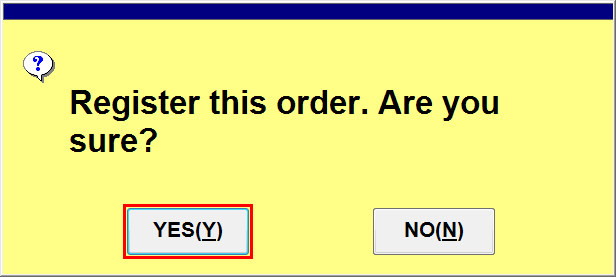 ?
Register this order. Are you
sure?
YES(Y) NO(N)